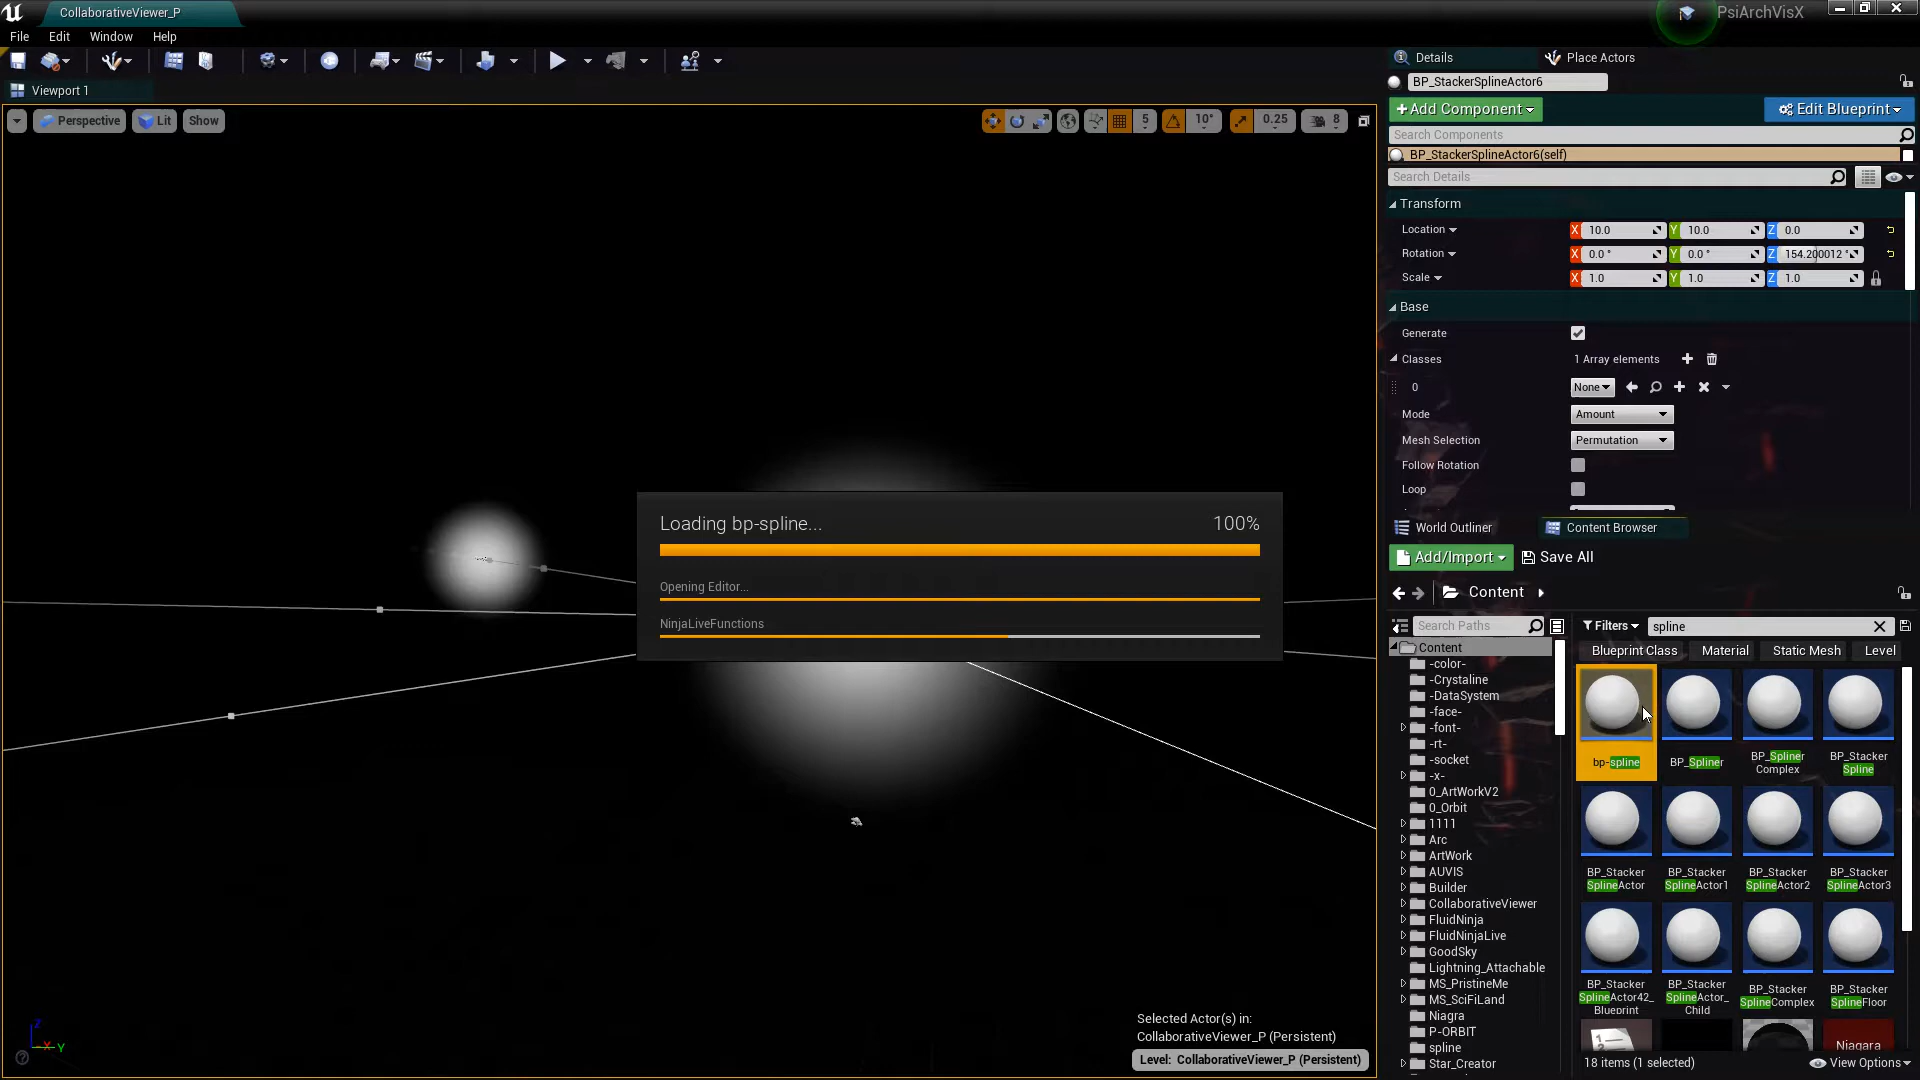 CollaborativeViewer_P
PsiArchVisX
File Edit Window Help
Viewport 1
Perspective Lit Show
5 10° 0.25 8
Details Place Actors
BP_StackerSplineActor6
+Add Component Edit Blueprint
Search Components
BP_StackerSplineActor6(self)
Search Details
Transform
Location X 10.0 Y 10.0 Z 0.0
Rotation X 0.0 ° Y 0.0 ° Z 154.200012 °
Scale X 1.0 Y 1.0 Z 1.0
Base
Generate
Classes 1 Array elements
0 None
Mode Amount
Mesh Selection Permutation
Follow Rotation
Loop
Loading bp-spline... 100%
Opening Editor...
NinjaLiveFunctions
World Outliner Content Browser
Add/Import Save All
Content
Search Paths
Filters spline
Blueprint Class Material Static Mesh Level
Content
-color-
-Crystaline
-DataSystem
-face-
-font-
-rt-
-socket
-x-
0_ArtWorkV2
0_Orbit
1111
Arc
ArtWork
AUVIS
Builder
CollaborativeViewer
FluidNinja
FluidNinjaLive
GoodSky
Lightning_Attachable
MS_PristineMe
MS_SciFiLand
Niagra
P-ORBIT
spline
Star_Creator
bp-spline BP_Spliner BP_Spliner Complex BP_Stacker Spline
BP_Stacker SplineActor BP_Stacker SplineActor1 BP_Stacker SplineActor2 BP_Stacker SplineActor3
BP_Stacker SplineActor42_ Blueprint BP_Stacker SplineActor_ Child BP_Stacker SplineComplex BP_Stacker SplineFloor
Niagara
18 items (1 selected) View Options
Selected Actor(s) in:
CollaborativeViewer_P (Persistent)
Level: CollaborativeViewer_P (Persistent)
Z
X Y